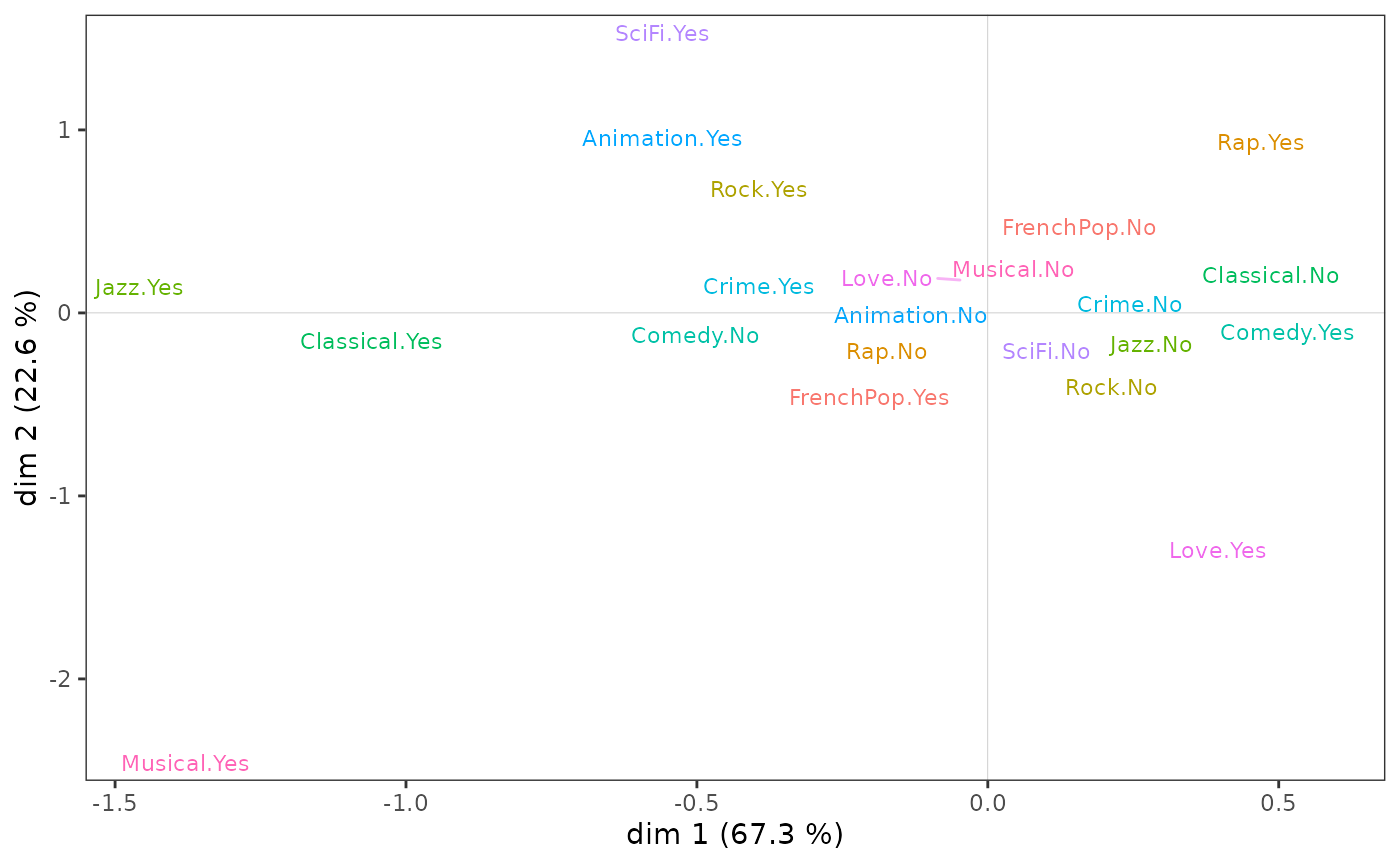 SciFi.Yes
1
Animation.Yes
Rap.Yes
Rock.Yes
FrenchPop.No
Love.No
Musical.No
Classical.No
Jazz.Yes
Crime.Yes
Crime.No
0
Animation.No
Comedy.No
Comedy.Yes
Classical.Yes
Rap.No
SciFi.No
Jazz.No
Rock.No
FrenchPop.Yes
dim 2 (22.6 %)
-1
Love.Yes
-2
Musical.Yes
-1.5 -1.0 -0.5 0.0 0.5
dim 1 (67.3 %)